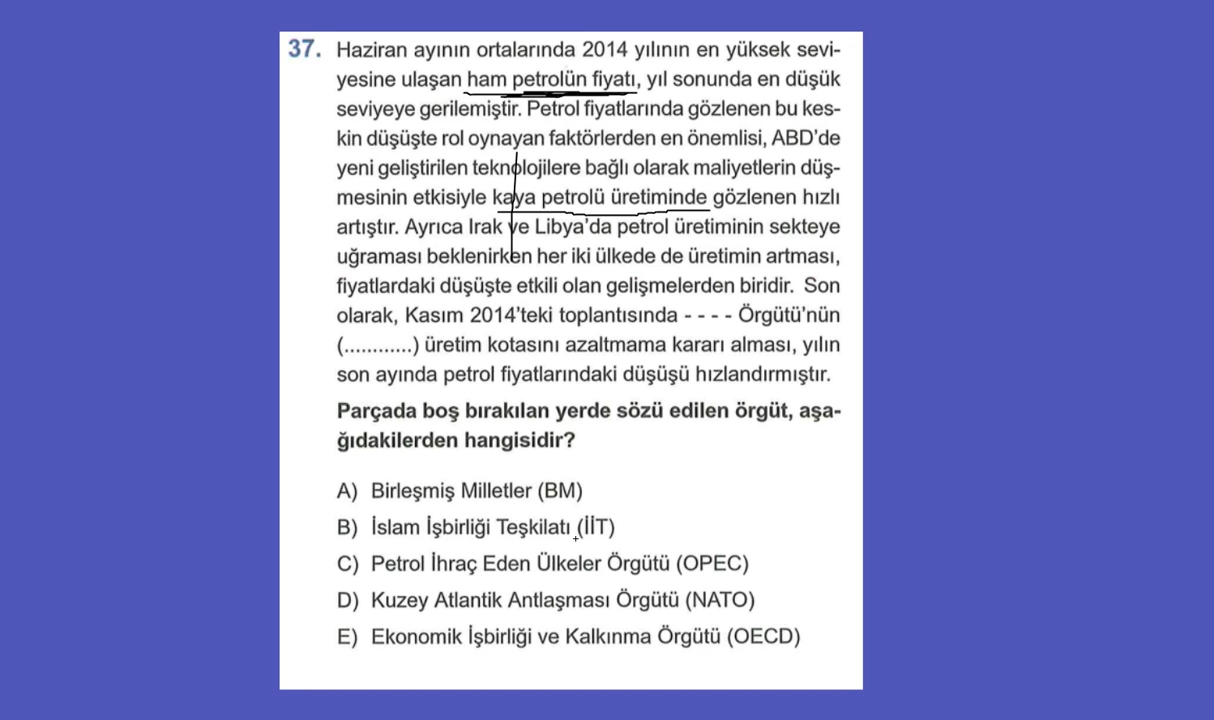 37. Haziran ayının ortalarında 2014 yılının en yüksek sevi-
yesine ulaşan ham petrolün fiyatı, yıl sonunda en düşük
seviyeye gerilemiştir. Petrol fiyatlarında gözlenen bu kes-
kin düşüşte rol oynayan faktörlerden en önemlisi, ABD'de
yeni geliştirilen teknolojilere bağlı olarak maliyetlerin düş-
mesinin etkisiyle kaya petrolü üretiminde gözlenen hızlı
artıştır. Ayrıca Irak ve Libya'da petrol üretiminin sekteye
uğraması beklenirken her iki ülkede de üretimin artması,
fiyatlardaki düşüşte etkili olan gelişmelerden biridir. Son
olarak, Kasım 2014'teki toplantısında - - - - Örgütü'nün
(............) üretim kotasını azaltmama kararı alması, yılın
son ayında petrol fiyatlarındaki düşüşü hızlandırmıştır.
Parçada boş bırakılan yerde sözü edilen örgüt, aşa-
ğıdakilerden hangisidir?
A) Birleşmiş Milletler (BM)
B) İslam İşbirliği Teşkilatı (İİT)
C) Petrol İhraç Eden Ülkeler Örgütü (OPEC)
D) Kuzey Atlantik Antlaşması Örgütü (NATO)
E) Ekonomik İşbirliği ve Kalkınma Örgütü (OECD)